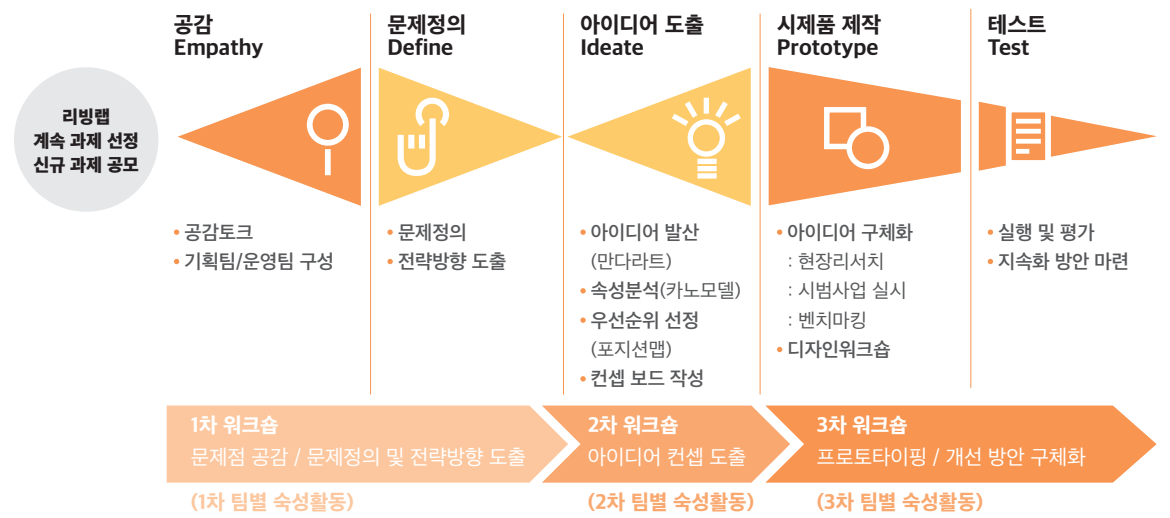 리빙랩
계속 과제 선정
신규 과제 공모
공감
Empathy
• 공감토크
• 기획팀/운영팀 구성
문제정의
Define
• 문제정의
• 전략방향 도출
아이디어 도출
Ideate
• 아이디어 발산
(만다라트)
• 속성분석(카노모델)
• 우선순위 선정
(포지션맵)
• 컨셉 보드 작성
시제품 제작
Prototype
• 아이디어 구체화
: 현장리서치
: 시범사업 실시
: 벤치마킹
• 디자인워크숍
테스트
Test
• 실행 및 평가
• 지속화 방안 마련
1차 워크숍
문제점 공감 / 문제정의 및 전략방향 도출
(1차 팀별 숙성활동)
2차 워크숍
아이디어 컨셉 도출
(2차 팀별 숙성활동)
3차 워크숍
프로토타이핑 / 개선 방안 구체화
(3차 팀별 숙성활동)